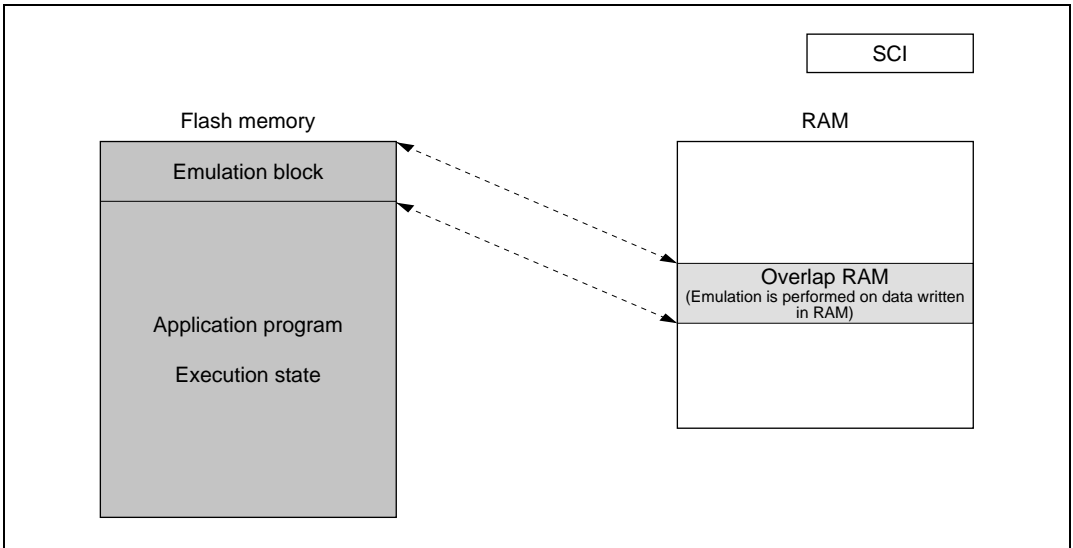 SCI
Flash memory
RAM
Emulation block
Application program
Execution state
Overlap RAM
(Emulation is performed on data written
in RAM)